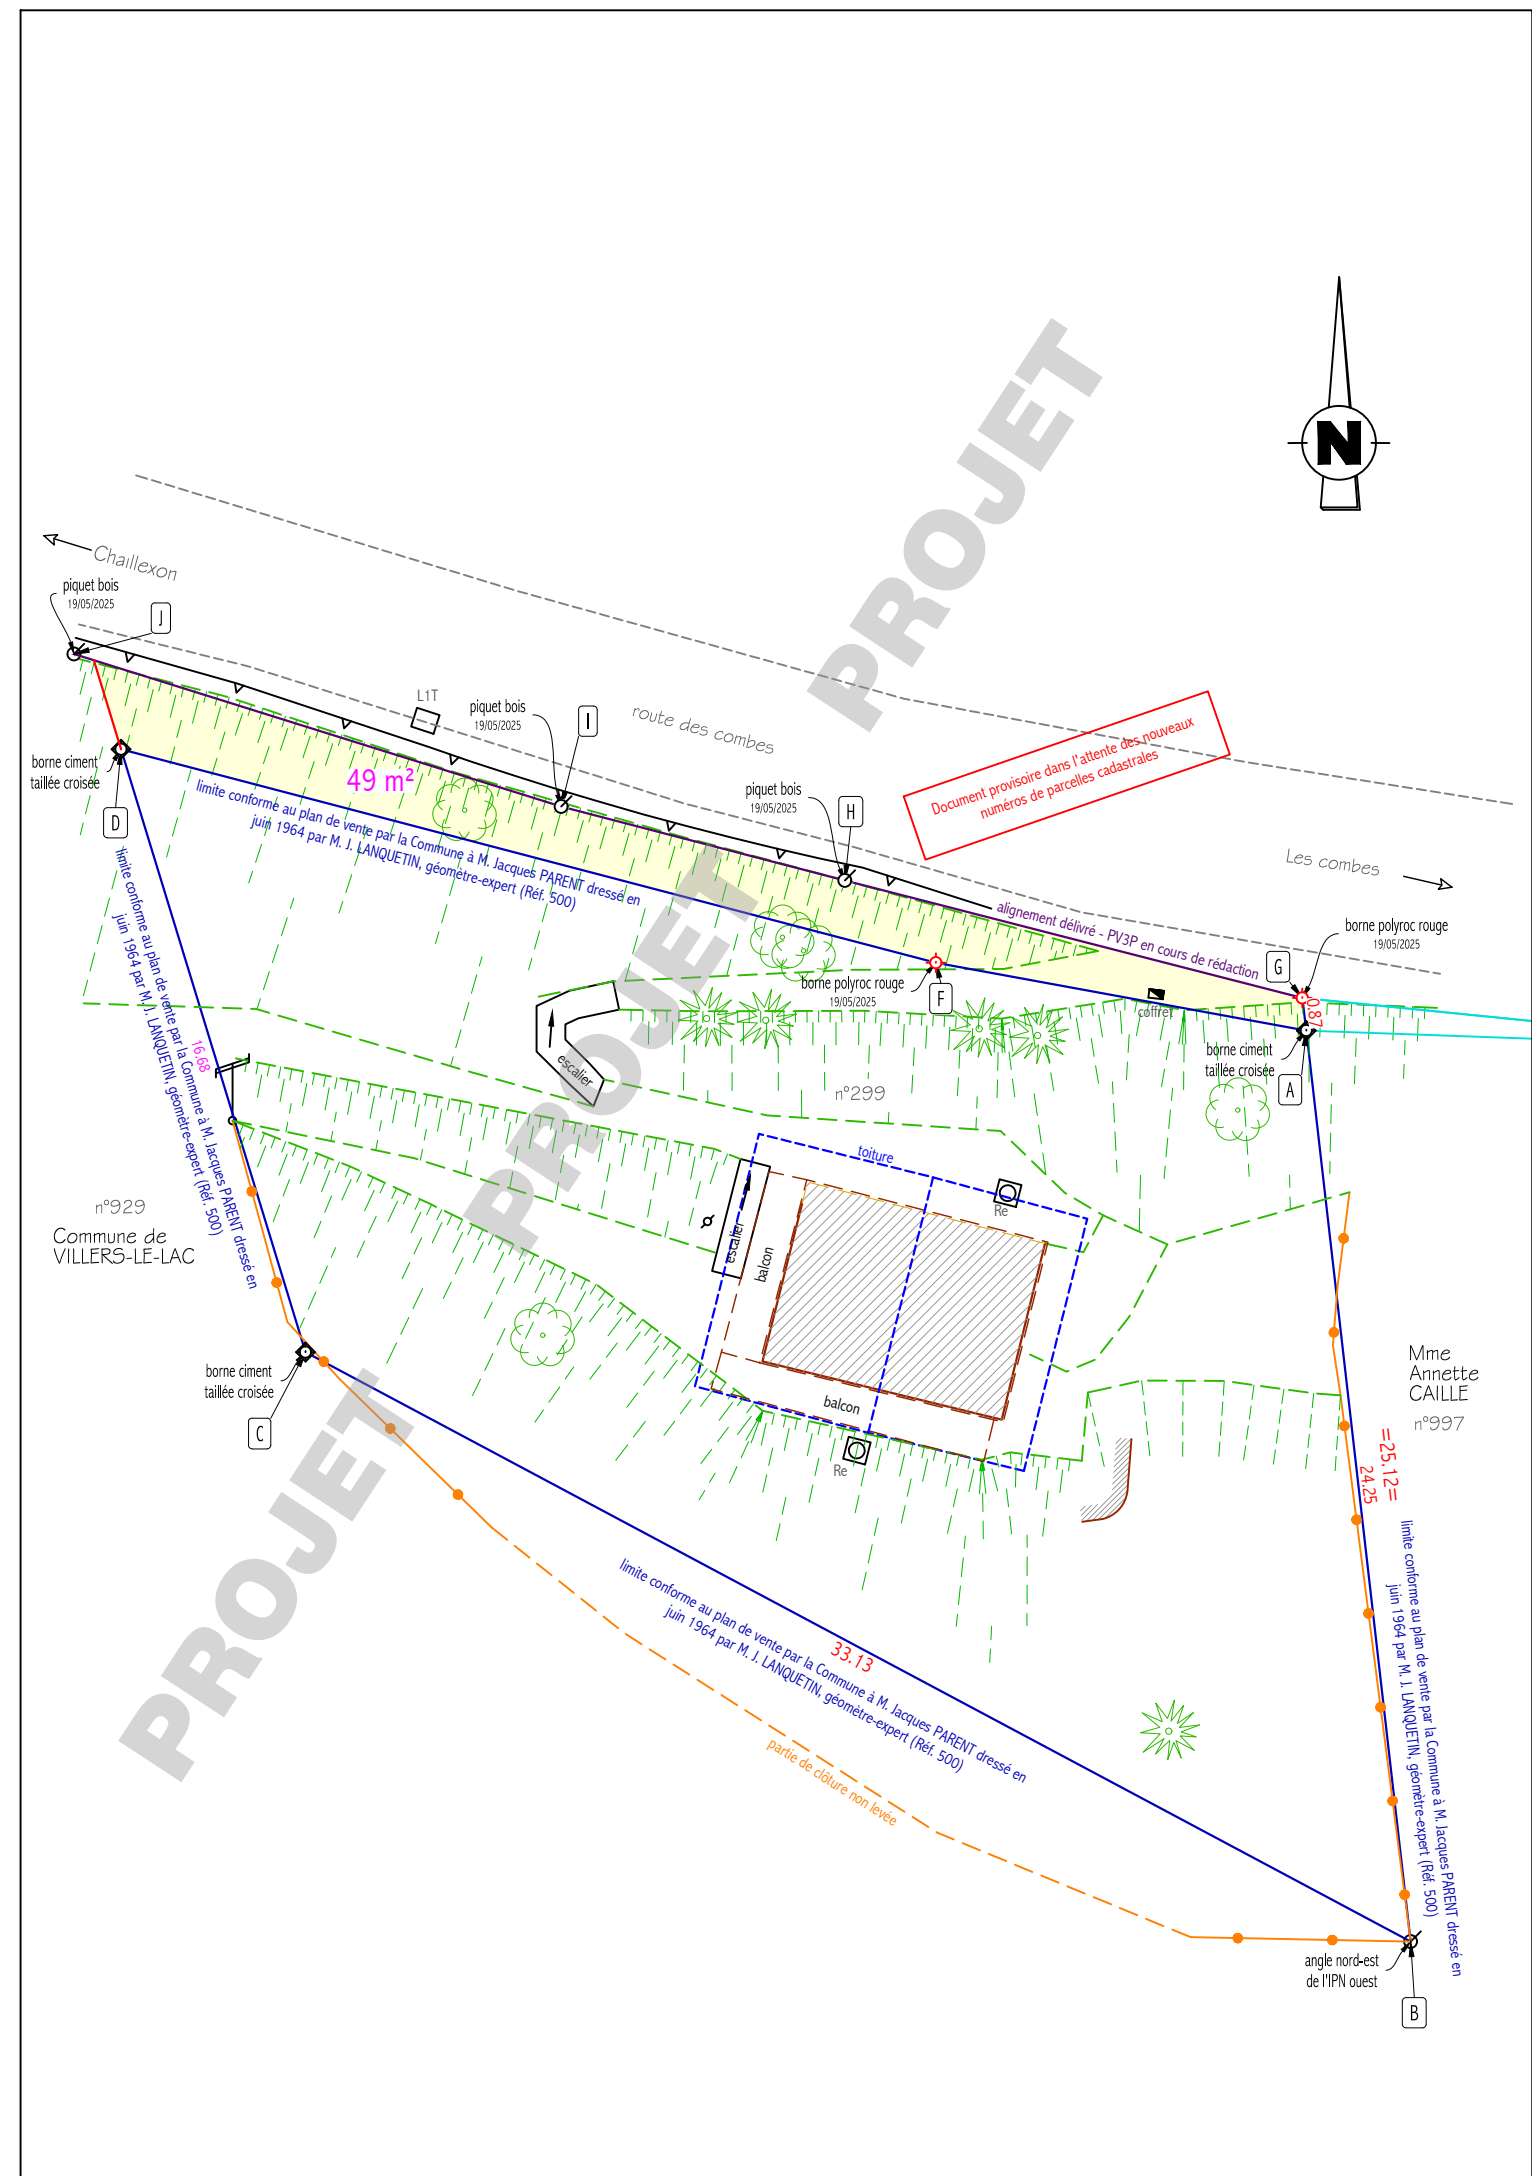 PROJET
N
Chaillexon
piquet bois
19/05/2025
J
L1T
piquet bois
19/05/2025
I
route des combes
Document provisoire dans l'attente des nouveaux
numéros de parcelles cadastrales
borne ciment
taillée croisée
D
49 m²
limite conforme au plan de vente par la Commune à M. Jacques PARENT dressé en
juin 1964 par M. J. LANQUETIN, géomètre-expert (Réf. 500)
piquet bois
19/05/2025
H
Les combes
alignement délivré - PV3P en cours de rédaction
borne polyroc rouge
19/05/2025
G
PROJET
borne polyroc rouge
19/05/2025
F
coffret
0.87
borne ciment
taillée croisée
A
limite conforme au plan de vente par la Commune à M. Jacques PARENT dressé en
juin 1964 par M. J. LANQUETIN, géomètre-expert (Réf. 500)
16.68
escalier
n°299
toiture
Re
escalier
balcon
n°929
Commune de
VILLERS-LE-LAC
borne ciment
taillée croisée
C
balcon
Re
Mme
Annette
CAILLE
n°997
=25.12=
24.25
limite conforme au plan de vente par la Commune à M. Jacques PARENT dressé en
juin 1964 par M. J. LANQUETIN, géomètre-expert (Réf. 500)
PROJET
limite conforme au plan de vente par la Commune à M. Jacques PARENT dressé en
juin 1964 par M. J. LANQUETIN, géomètre-expert (Réf. 500)
33.13
partie de clôture non levée
angle nord-est
de l'IPN ouest
B